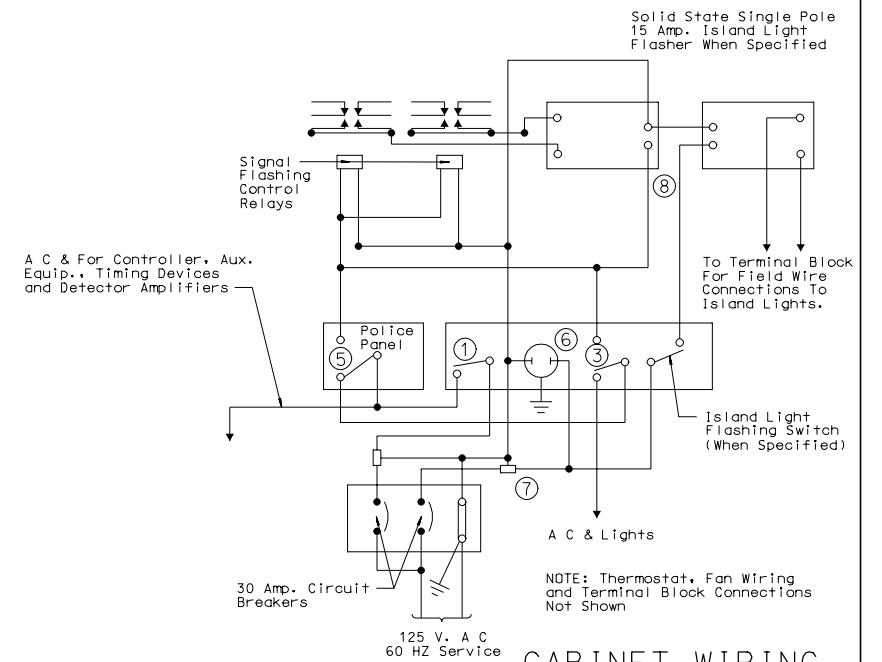 Solid State Single Pole
15 Amp. Island Light
Flasher When Specified
Signal
Flashing
Control
Relays
8
A C & For Controller, Aux.
Equip., Timing Devices
and Detector Amplifiers
To Terminal Block
For Field Wire
Connections To
Island Lights.
Police
Panel
5
1
6
3
Island Light
Flashing Switch
(When Specified)
7
A C & Lights
30 Amp. Circuit
Breakers
NOTE: Thermostat, Fan Wiring
and Terminal Block Connections
Not Shown
125 V. A C
60 HZ Service
CABINET WIRING